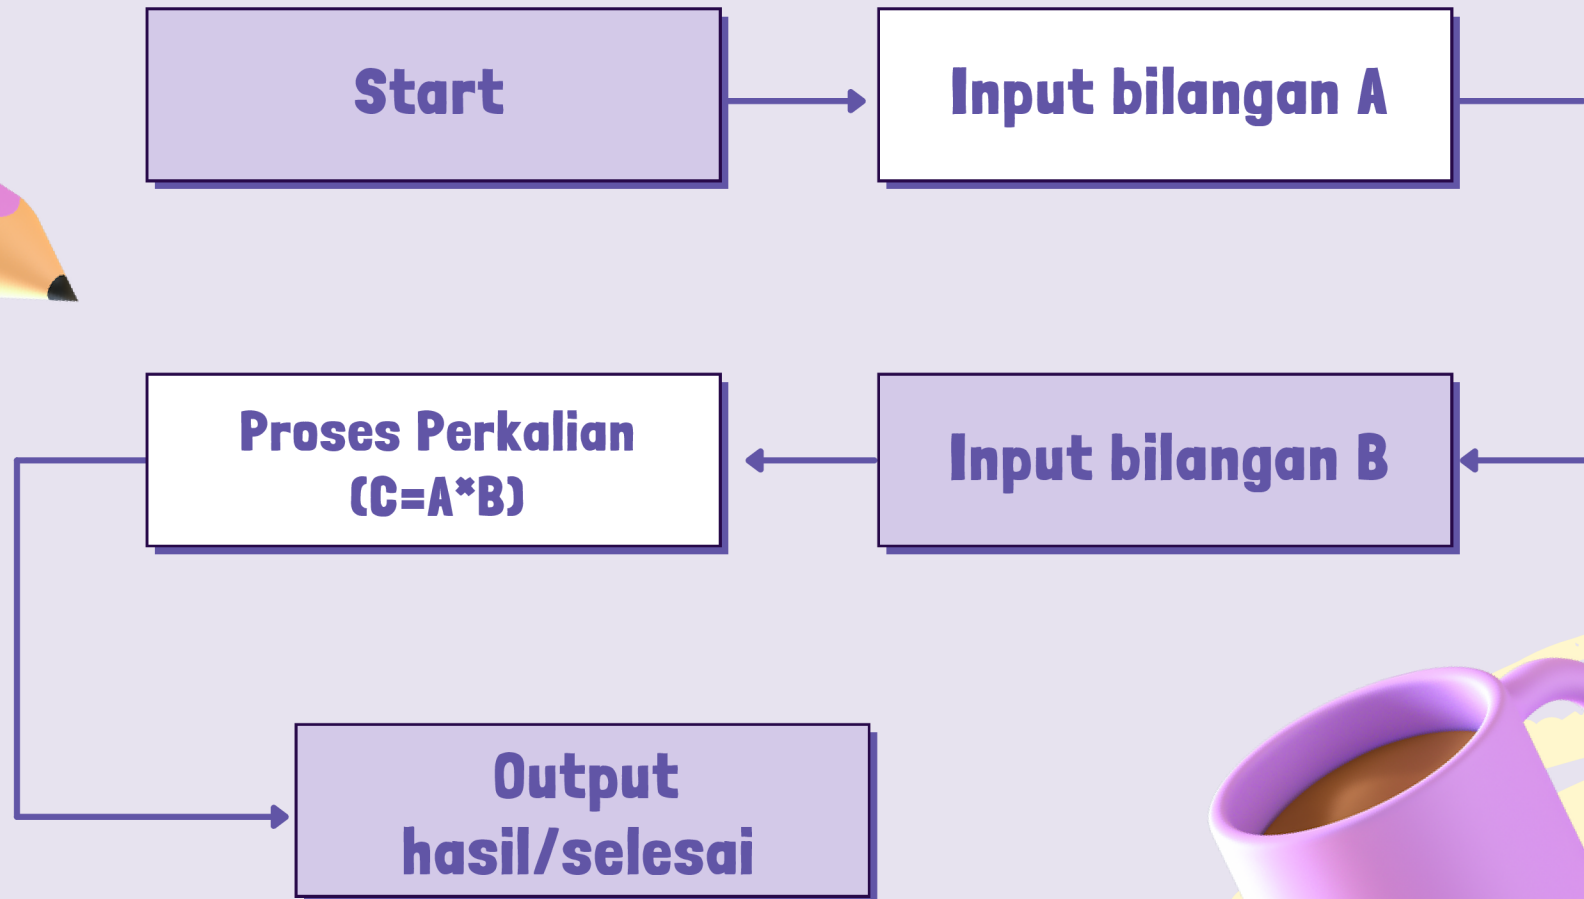 Start
Input bilangan A
Input bilangan B
Proses Perkalian
(C=A*B)
Output
hasil/selesai